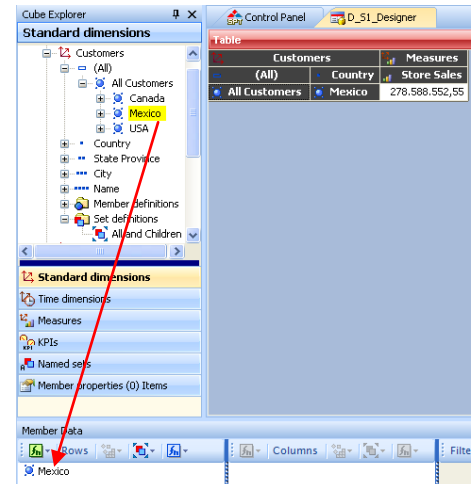 Cube Explorer
Control Panel
D_S1_Designer
Standard dimensions
Customers
(All)
All Customers
Canada
Mexico
USA
Country
State Province
City
Name
Member definitions
Set definitions
All and Children
Table
Customers Measures
(All) Country Store Sales
All Customers Mexico 278.588.552,55
Standard dimensions
Time dimensions
Measures
KPIs
Named sets
Member properties (0) Items
Member Data
Rows Columns Filte
Mexico